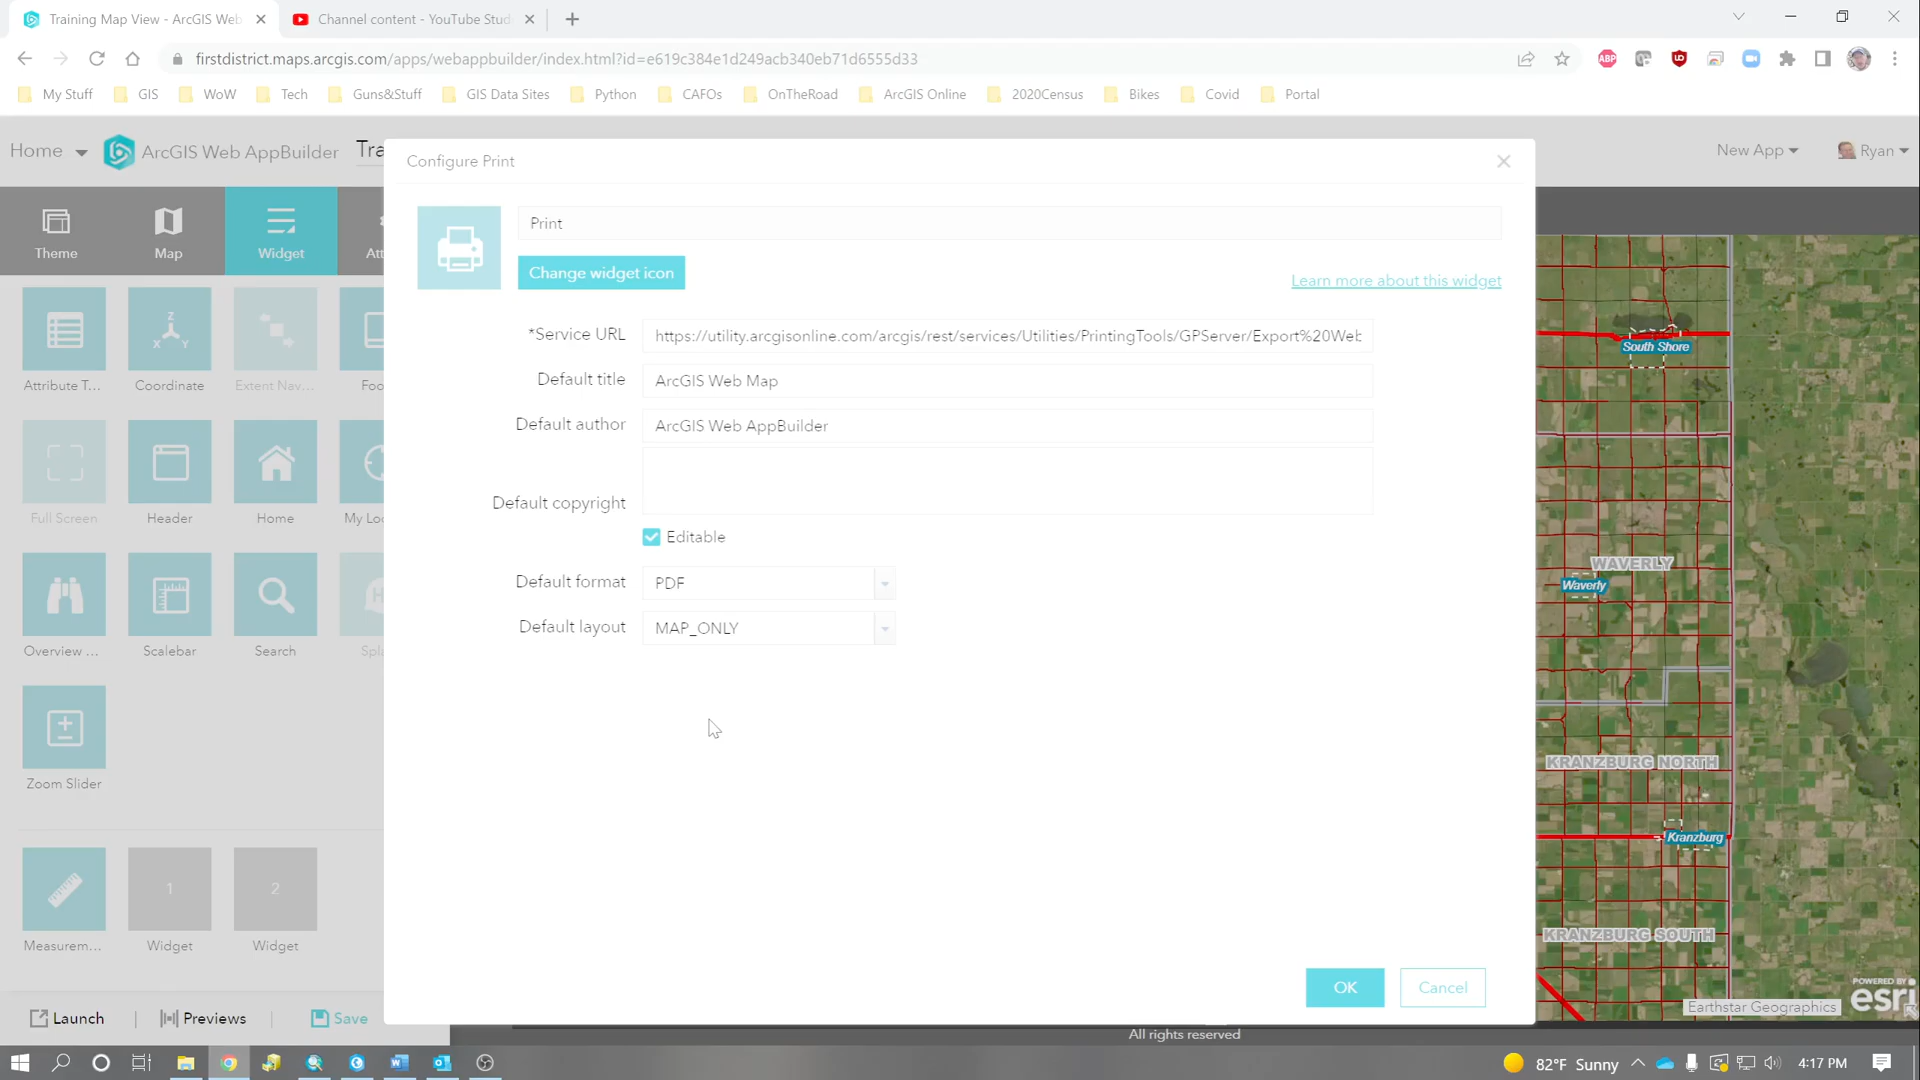 Training Map View - ArcGIS Web
Channel content - YouTube Stud
firstdistrict.maps.arcgis.com/apps/webappbuilder/index.html?id=e619c384e1d249acb340eb71d6555d33
ABP
My Stuff
GIS
WoW
Tech
Guns&Stuff
GIS Data Sites
Python
CAFOs
OnTheRoad
ArcGIS Online
2020Census
Bikes
Covid
Portal
Home
ArcGIS Web AppBuilder
Tra
New App
Ryan
Configure Print
Theme
Map
Widget
Att
Print
Change widget icon
Learn more about this widget
*Service URL
https://utility.arcgisonline.com/arcgis/rest/services/Utilities/PrintingTools/GPServer/Export%20Web
Default title
ArcGIS Web Map
Default author
ArcGIS Web AppBuilder
Default copyright
Editable
Default format
PDF
Default layout
MAP_ONLY
OK
Cancel
Attribute T...
Z
X Y
Coordinate
Extent Nav...
Foo
Full Screen
Header
Home
My Lo
Overview ...
Scalebar
Search
Spl
Zoom Slider
1
2
Measurem...
Widget
Widget
Launch
Previews
Save
South Shore
WAVERLY
Waverly
KRANZBURG NORTH
Kranzburg
KRANZBURG SOUTH
POWERED BY
esri
Earthstar Geographics
All rights reserved
82°F Sunny
4:17 PM